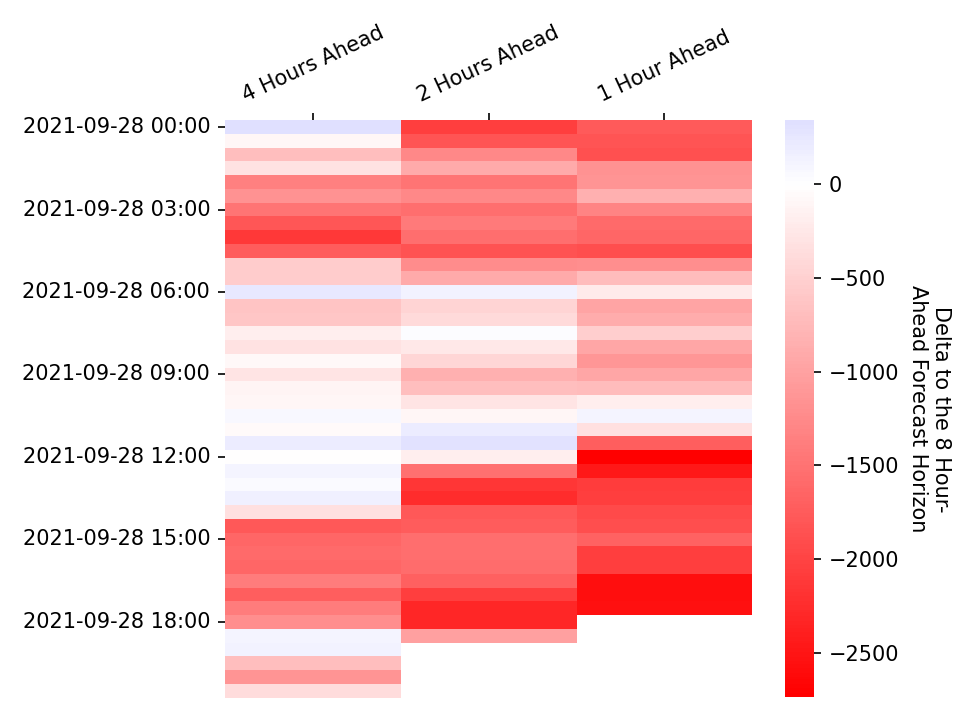 4 Hours Ahead
2 Hours Ahead
1 Hour Ahead
2021-09-28 00:00
2021-09-28 03:00
2021-09-28 06:00
2021-09-28 09:00
2021-09-28 12:00
2021-09-28 15:00
2021-09-28 18:00
0
−500
−1000
−1500
−2000
−2500
Delta to the 8 Hour-
Ahead Forecast Horizon